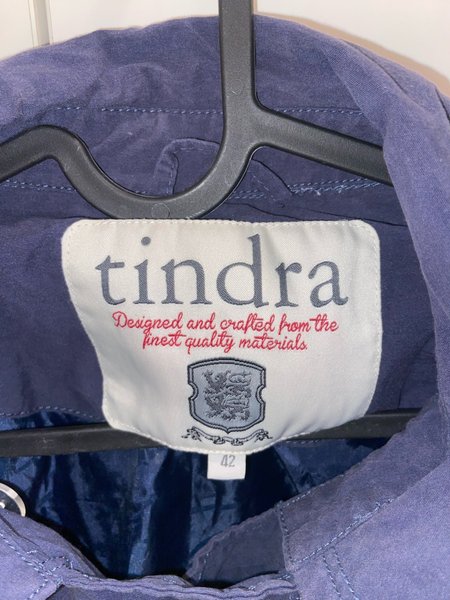 tindra
Designed and crafted from the
finest quality materials.
42